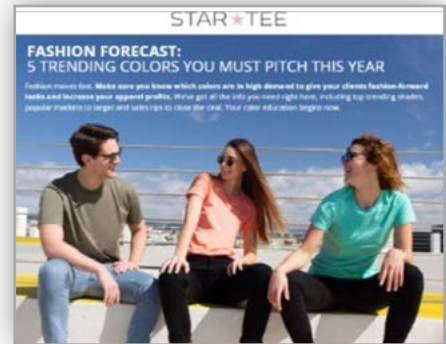 STAR★TEE
FASHION FORECAST:
5 TRENDING COLORS YOU MUST PITCH THIS YEAR
Fashion moves fast. Make sure you know which colors are in high demand to give your clients fashion-forward
looks and increase your apparel profits. We've got all the info you need right here, including top trending shades,
popular markets to target and sales tips to close the deal. Your color education begins now.